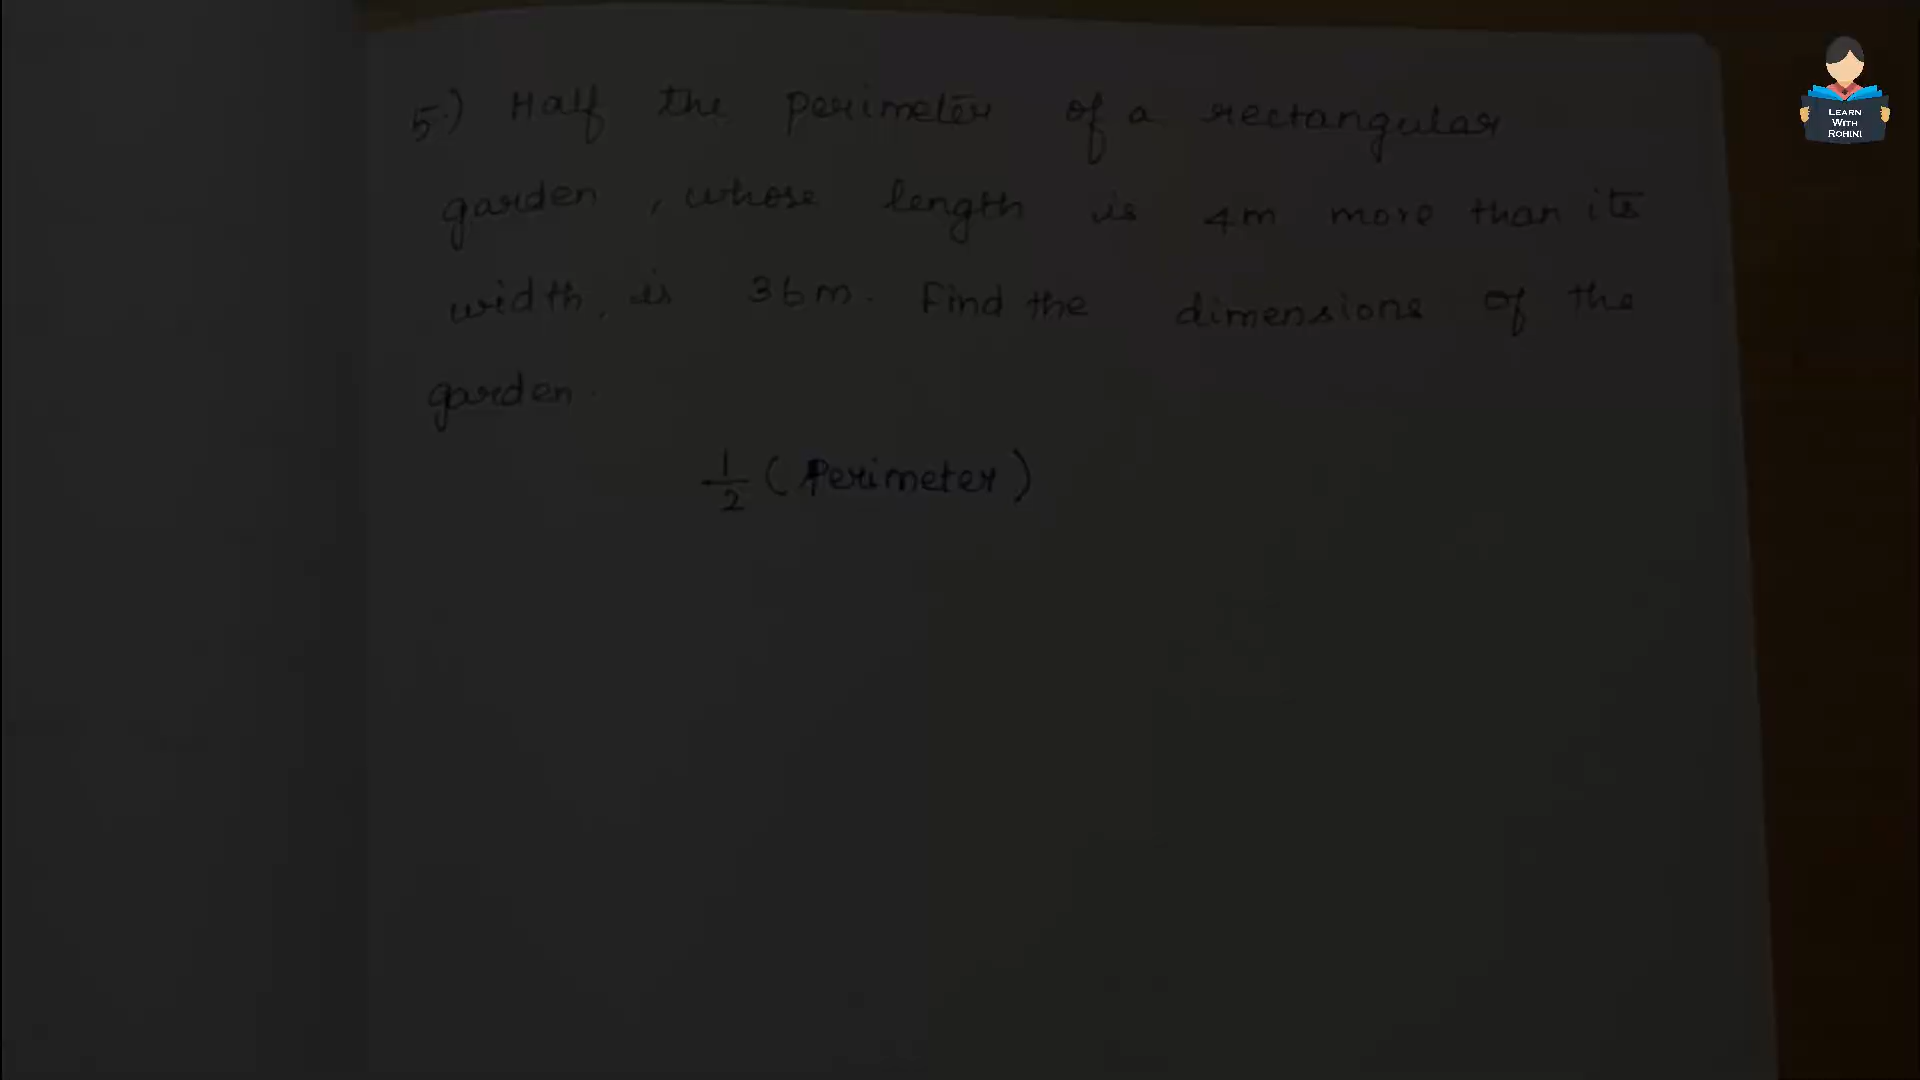 5.) Half the perimeter of a rectangular
garden, whose length is 4m more than its
width, is 36m. Find the dimensions of the
garden.
1/2 (Perimeter)
LEARN
WITH
ROHINI